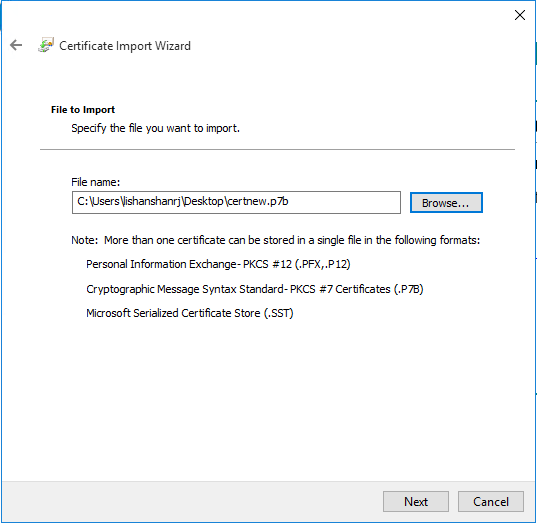 Certificate Import Wizard
File to Import
Specify the file you want to import.
File name:
C:\Users\lishanshanrj\Desktop\certnew.p7b
Browse...
Note: More than one certificate can be stored in a single file in the following formats:
Personal Information Exchange- PKCS #12 (.PFX,.P12)
Cryptographic Message Syntax Standard- PKCS #7 Certificates (.P7B)
Microsoft Serialized Certificate Store (.SST)
Next
Cancel